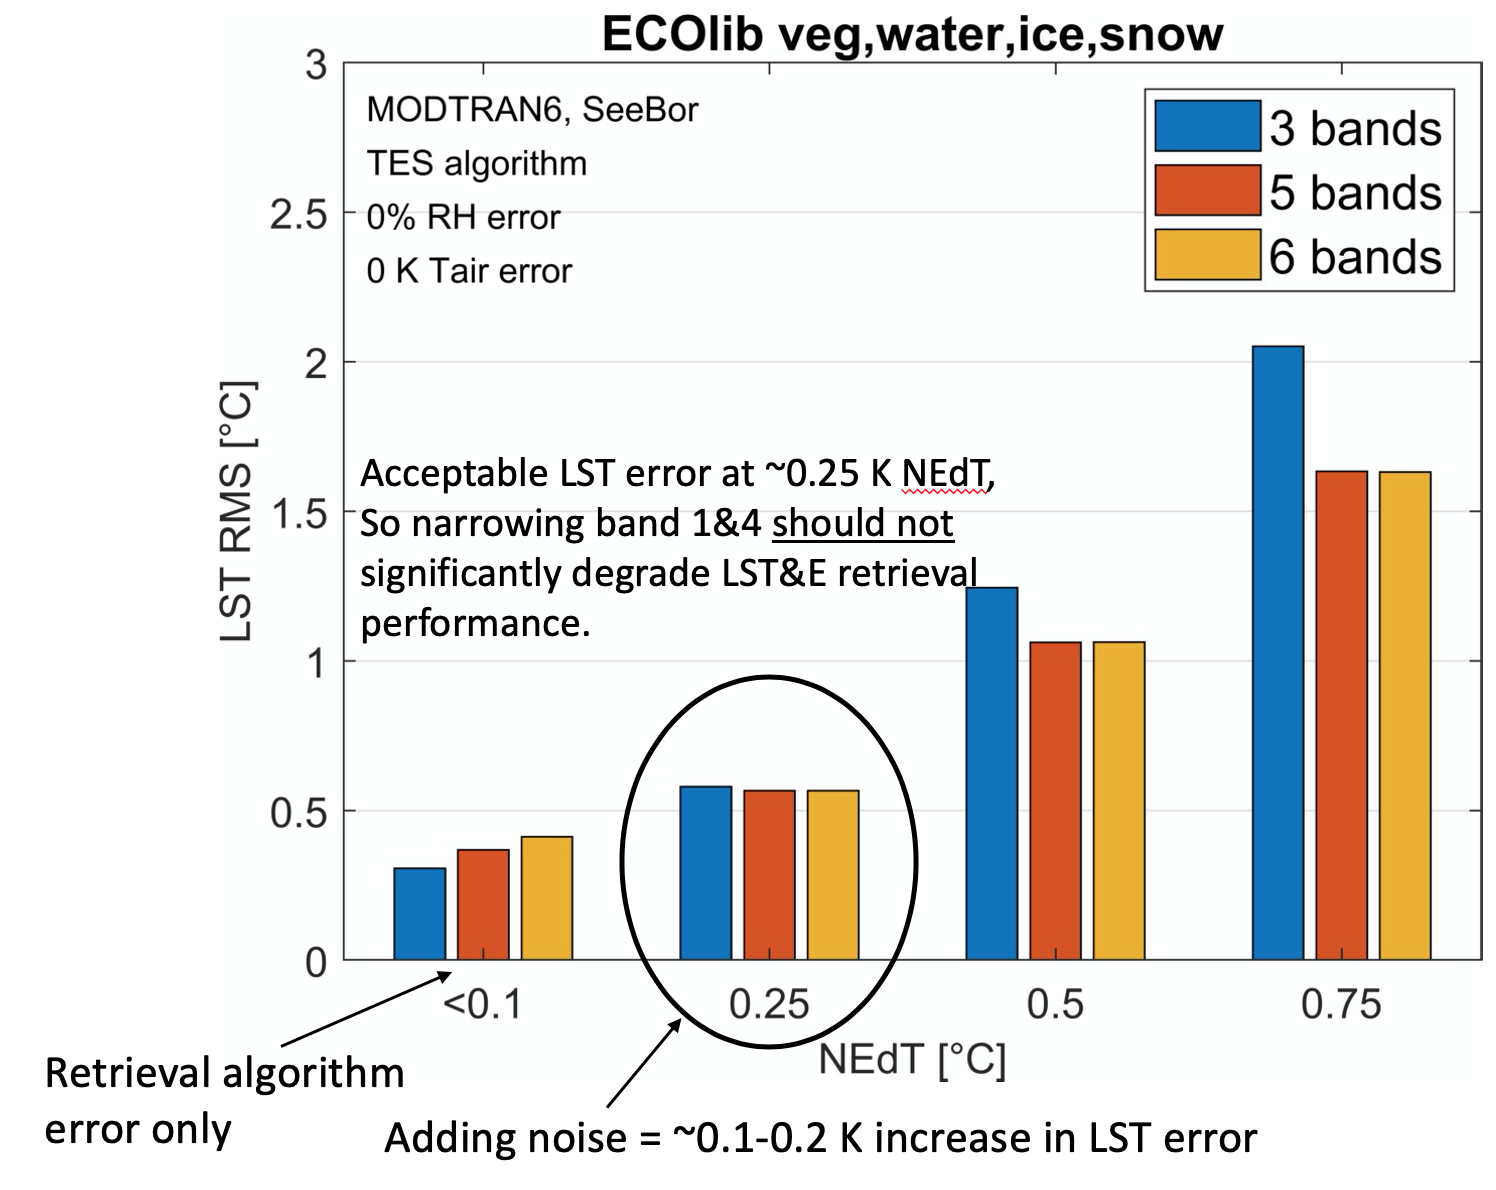 ECOlib veg,water,ice,snow
MODTRAN6, SeeBor
TES algorithm
0% RH error
0 K Tair error
3 bands
5 bands
6 bands
3
2.5
2
1.5
1
0.5
0
LST RMS [°C]
Acceptable LST error at ~0.25 K NEdT,
So narrowing band 1&4 should not
significantly degrade LST&E retrieval
performance.
<0.1
0.25
0.5
0.75
NEdT [°C]
Retrieval algorithm
error only
Adding noise = ~0.1-0.2 K increase in LST error